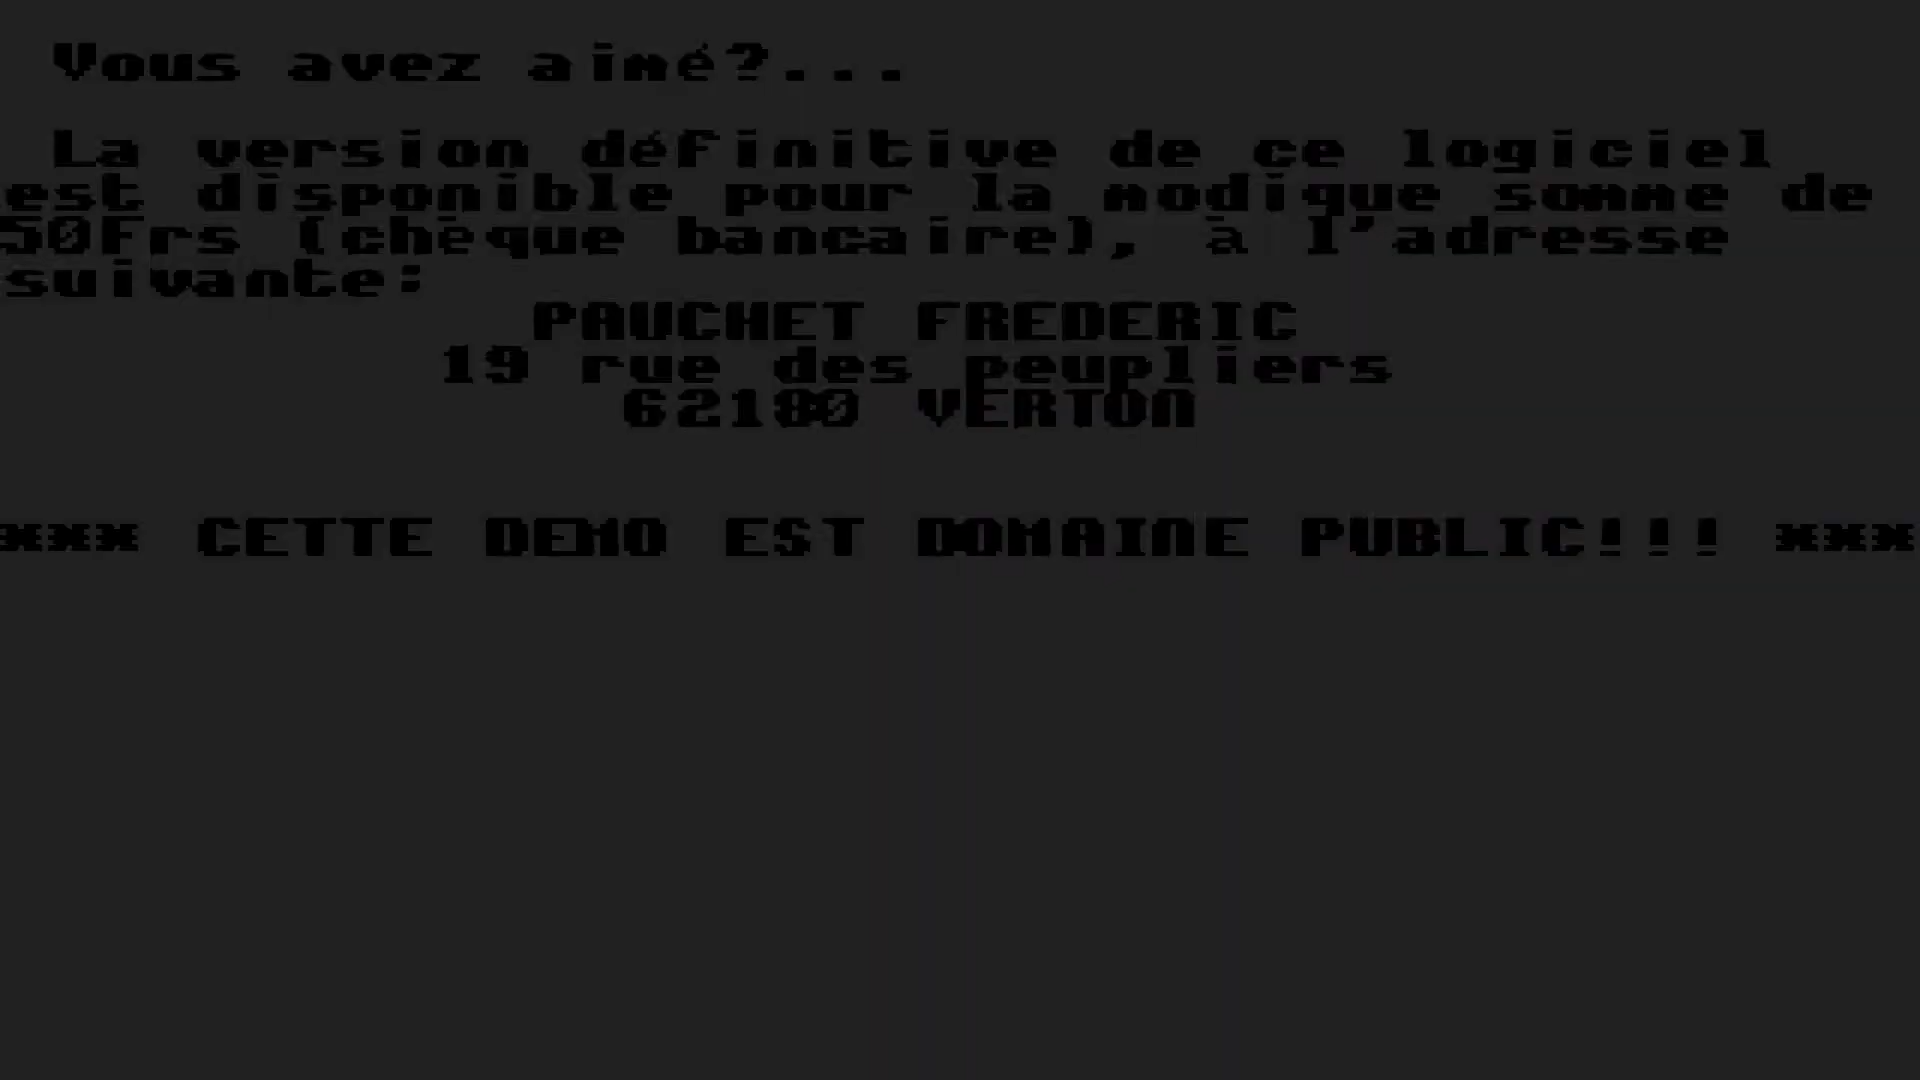 Vous avez aimé?...
La version définitive de ce logiciel
est disponible pour la modique somme de
50Frs (chèque bancaire), à l'adresse
suivante:
PAUCHET FREDERIC
19 rue des peupliers
62180 VERTON
*** CETTE DEMO EST DOMAINE PUBLIC!!! ***